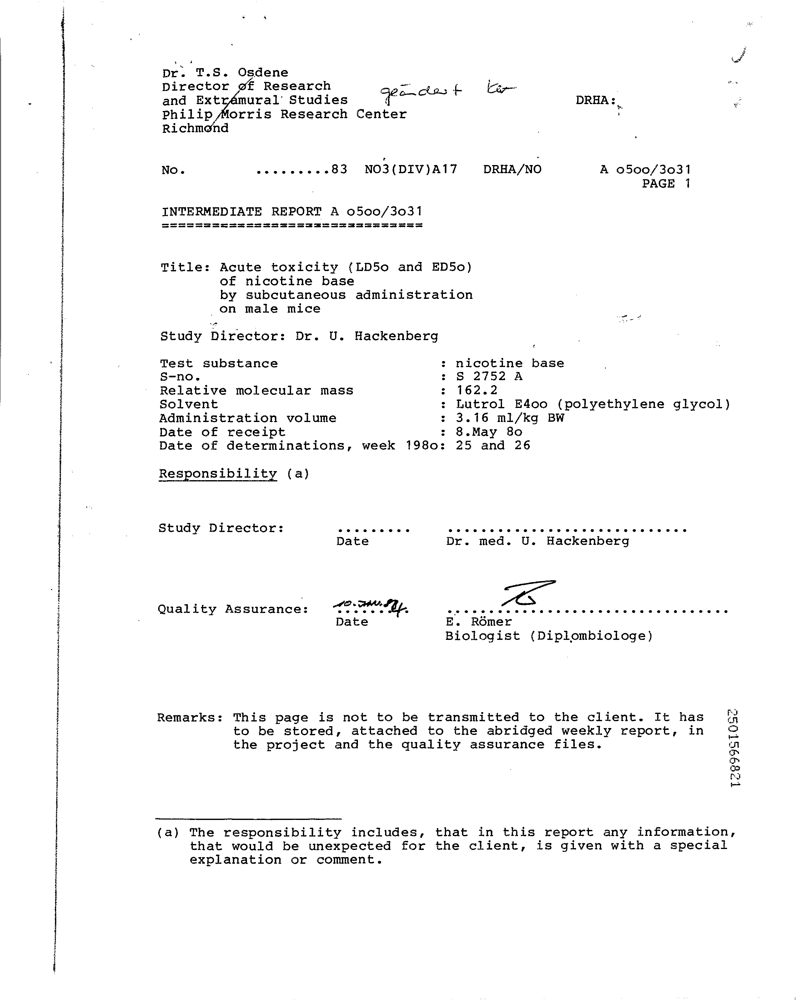 Dr. T.S. Osdene
Director of Research
and Extramural Studies geändert
DRHA:
Philip Morris Research Center
Richmond
No. .........83 NO3(DIV)A17 DRHA/NO A o5oo/3o31
PAGE 1
INTERMEDIATE REPORT A o5oo/3o31
===============================
Title: Acute toxicity (LD5o and ED5o)
of nicotine base
by subcutaneous administration
on male mice
Study Director: Dr. U. Hackenberg
Test substance : nicotine base
S-no. : S 2752 A
Relative molecular mass : 162.2
Solvent : Lutrol E4oo (polyethylene glycol)
Administration volume : 3.16 ml/kg BW
Date of receipt : 8.May 8o
Date of determinations, week 198o: 25 and 26
Responsibility (a)
Study Director: ......... .............................
Date Dr. med. U. Hackenberg
Quality Assurance: 10. Jan. 84 ..................................
Date E. Römer
Biologist (Diplombiologe)
Remarks: This page is not to be transmitted to the client. It has
to be stored, attached to the abridged weekly report, in
the project and the quality assurance files.
2501566821
(a) The responsibility includes, that in this report any information,
that would be unexpected for the client, is given with a special
explanation or comment.